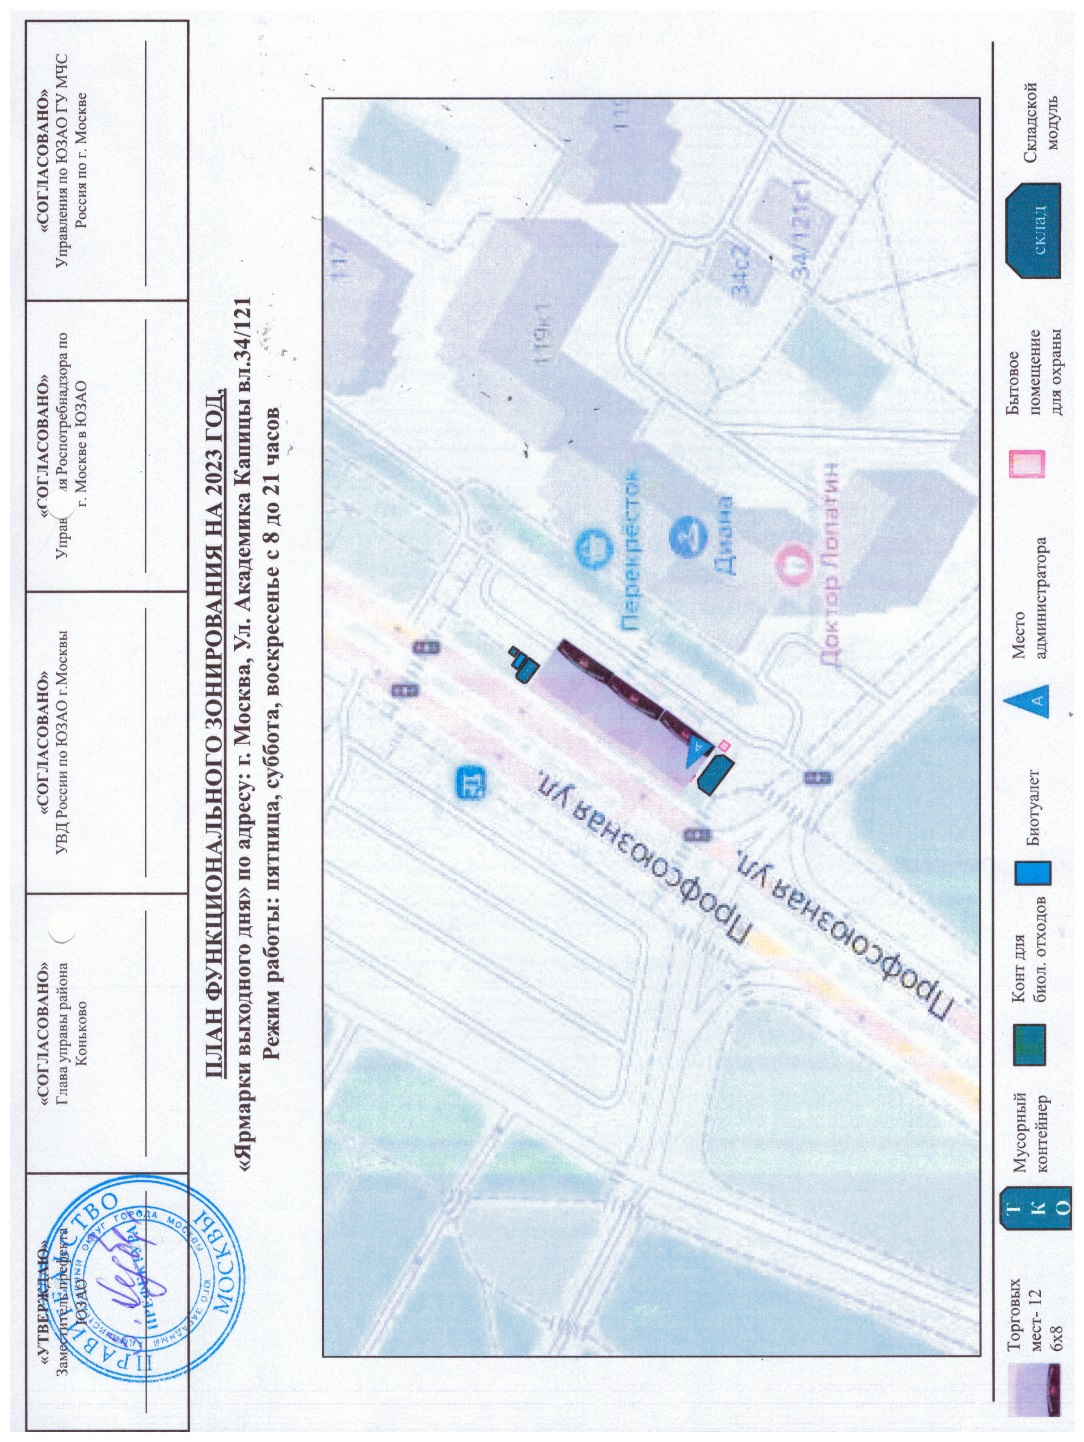 «УТВЕРЖДАЮ»
Заместитель префекта
ЮЗАО
ПРАВИТЕЛЬСТВО
МОСКВЫ
ПРЕФЕКТУРА
«СОГЛАСОВАНО»
Глава управы района
Коньково
«СОГЛАСОВАНО»
УВД России по ЮЗАО г.Москвы
«СОГЛАСОВАНО»
Управ ля Роспотребнадзора по
г. Москве в ЮЗАО
«СОГЛАСОВАНО»
Управления по ЮЗАО ГУ МЧС
Россия по г. Москве
ПЛАН ФУНКЦИОНАЛЬНОГО ЗОНИРОВАНИЯ НА 2023 ГОД,
«Ярмарки выходного дня» по адресу: г. Москва, Ул. Академика Капицы вл.34/121
Режим работы: пятница, суббота, воскресенье с 8 до 21 часов
117
119к1
119
34с2
34/121с1
Перекресток
Диана
Доктор Лопатин
Профсоюзная ул.
Профсоюзная ул.
А
Торговых
мест- 12
6х8
Т
К
О
Мусорный
контейнер
Конт для
биол. отходов
Биотуалет
А
Место
администратора
Бытовое
помещение
для охраны
склад
Складской
модуль